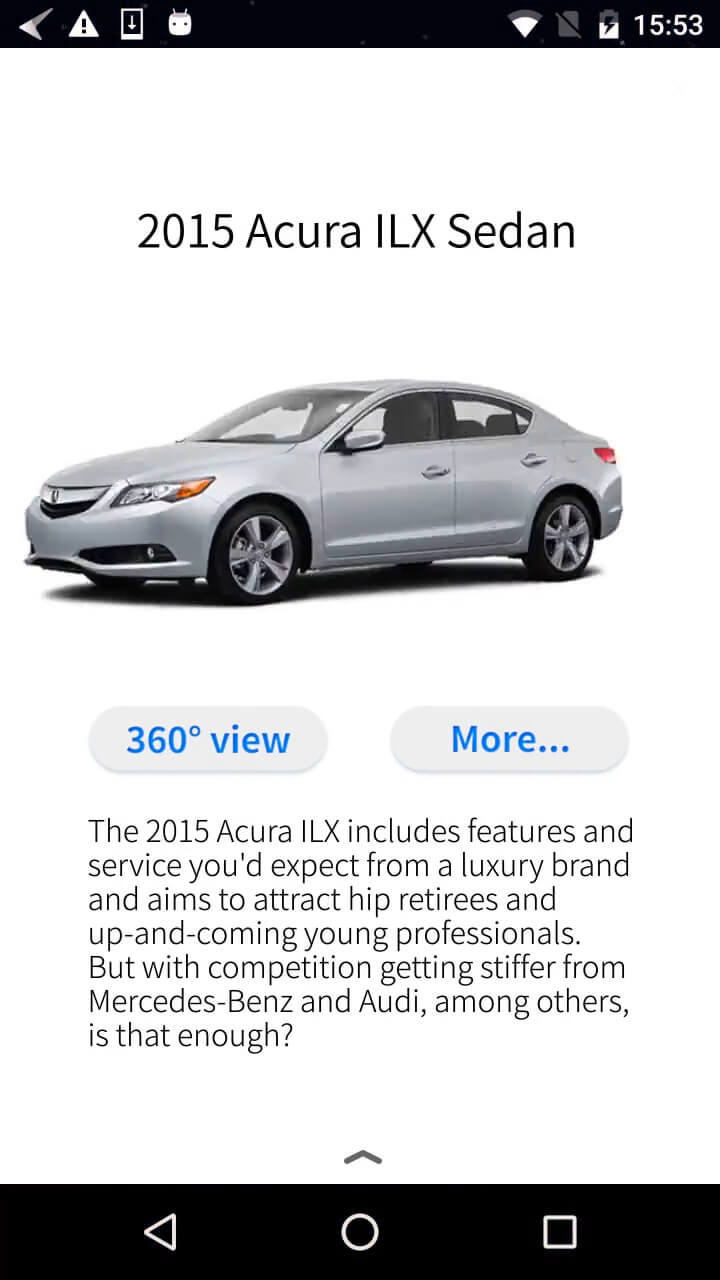 15:53
2015 Acura ILX Sedan
360° view
More...
The 2015 Acura ILX includes features and
service you'd expect from a luxury brand
and aims to attract hip retirees and
up-and-coming young professionals.
But with competition getting stiffer from
Mercedes-Benz and Audi, among others,
is that enough?